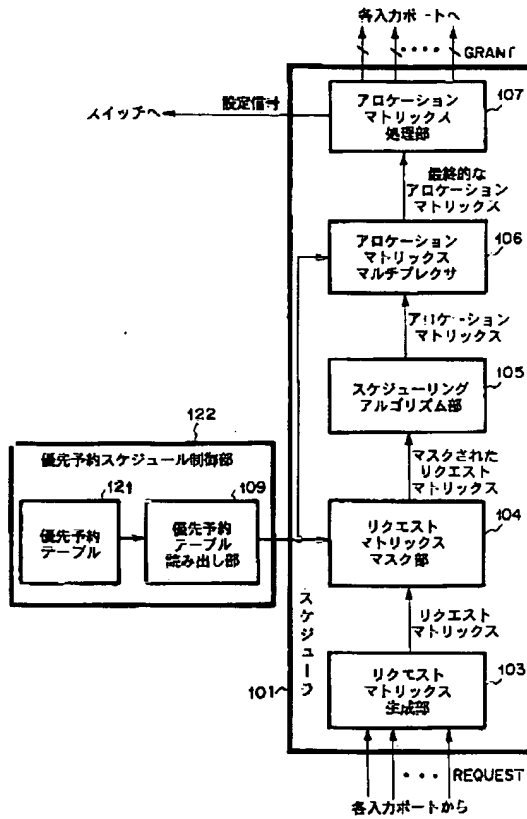 各入力ポートへ
GRANT
スイッチへ
設定信号
アロケーション
マトリックス
処理部
107
最終的な
アロケーション
マトリックス
アロケーション
マトリックス
マルチプレクサ
106
アロケーション
マトリックス
スケジューリング
アルゴリズム部
105
マスクされた
リクエスト
マトリックス
122
優先予約スケジュール制御部
121
優先予約
テーブル
109
優先予約
テーブル
読み出し部
リクエスト
マトリックス
マスク部
104
リクエスト
マトリックス
スケジューラ
101
リクエスト
マトリックス
生成部
103
REQUEST
各入力ポートから